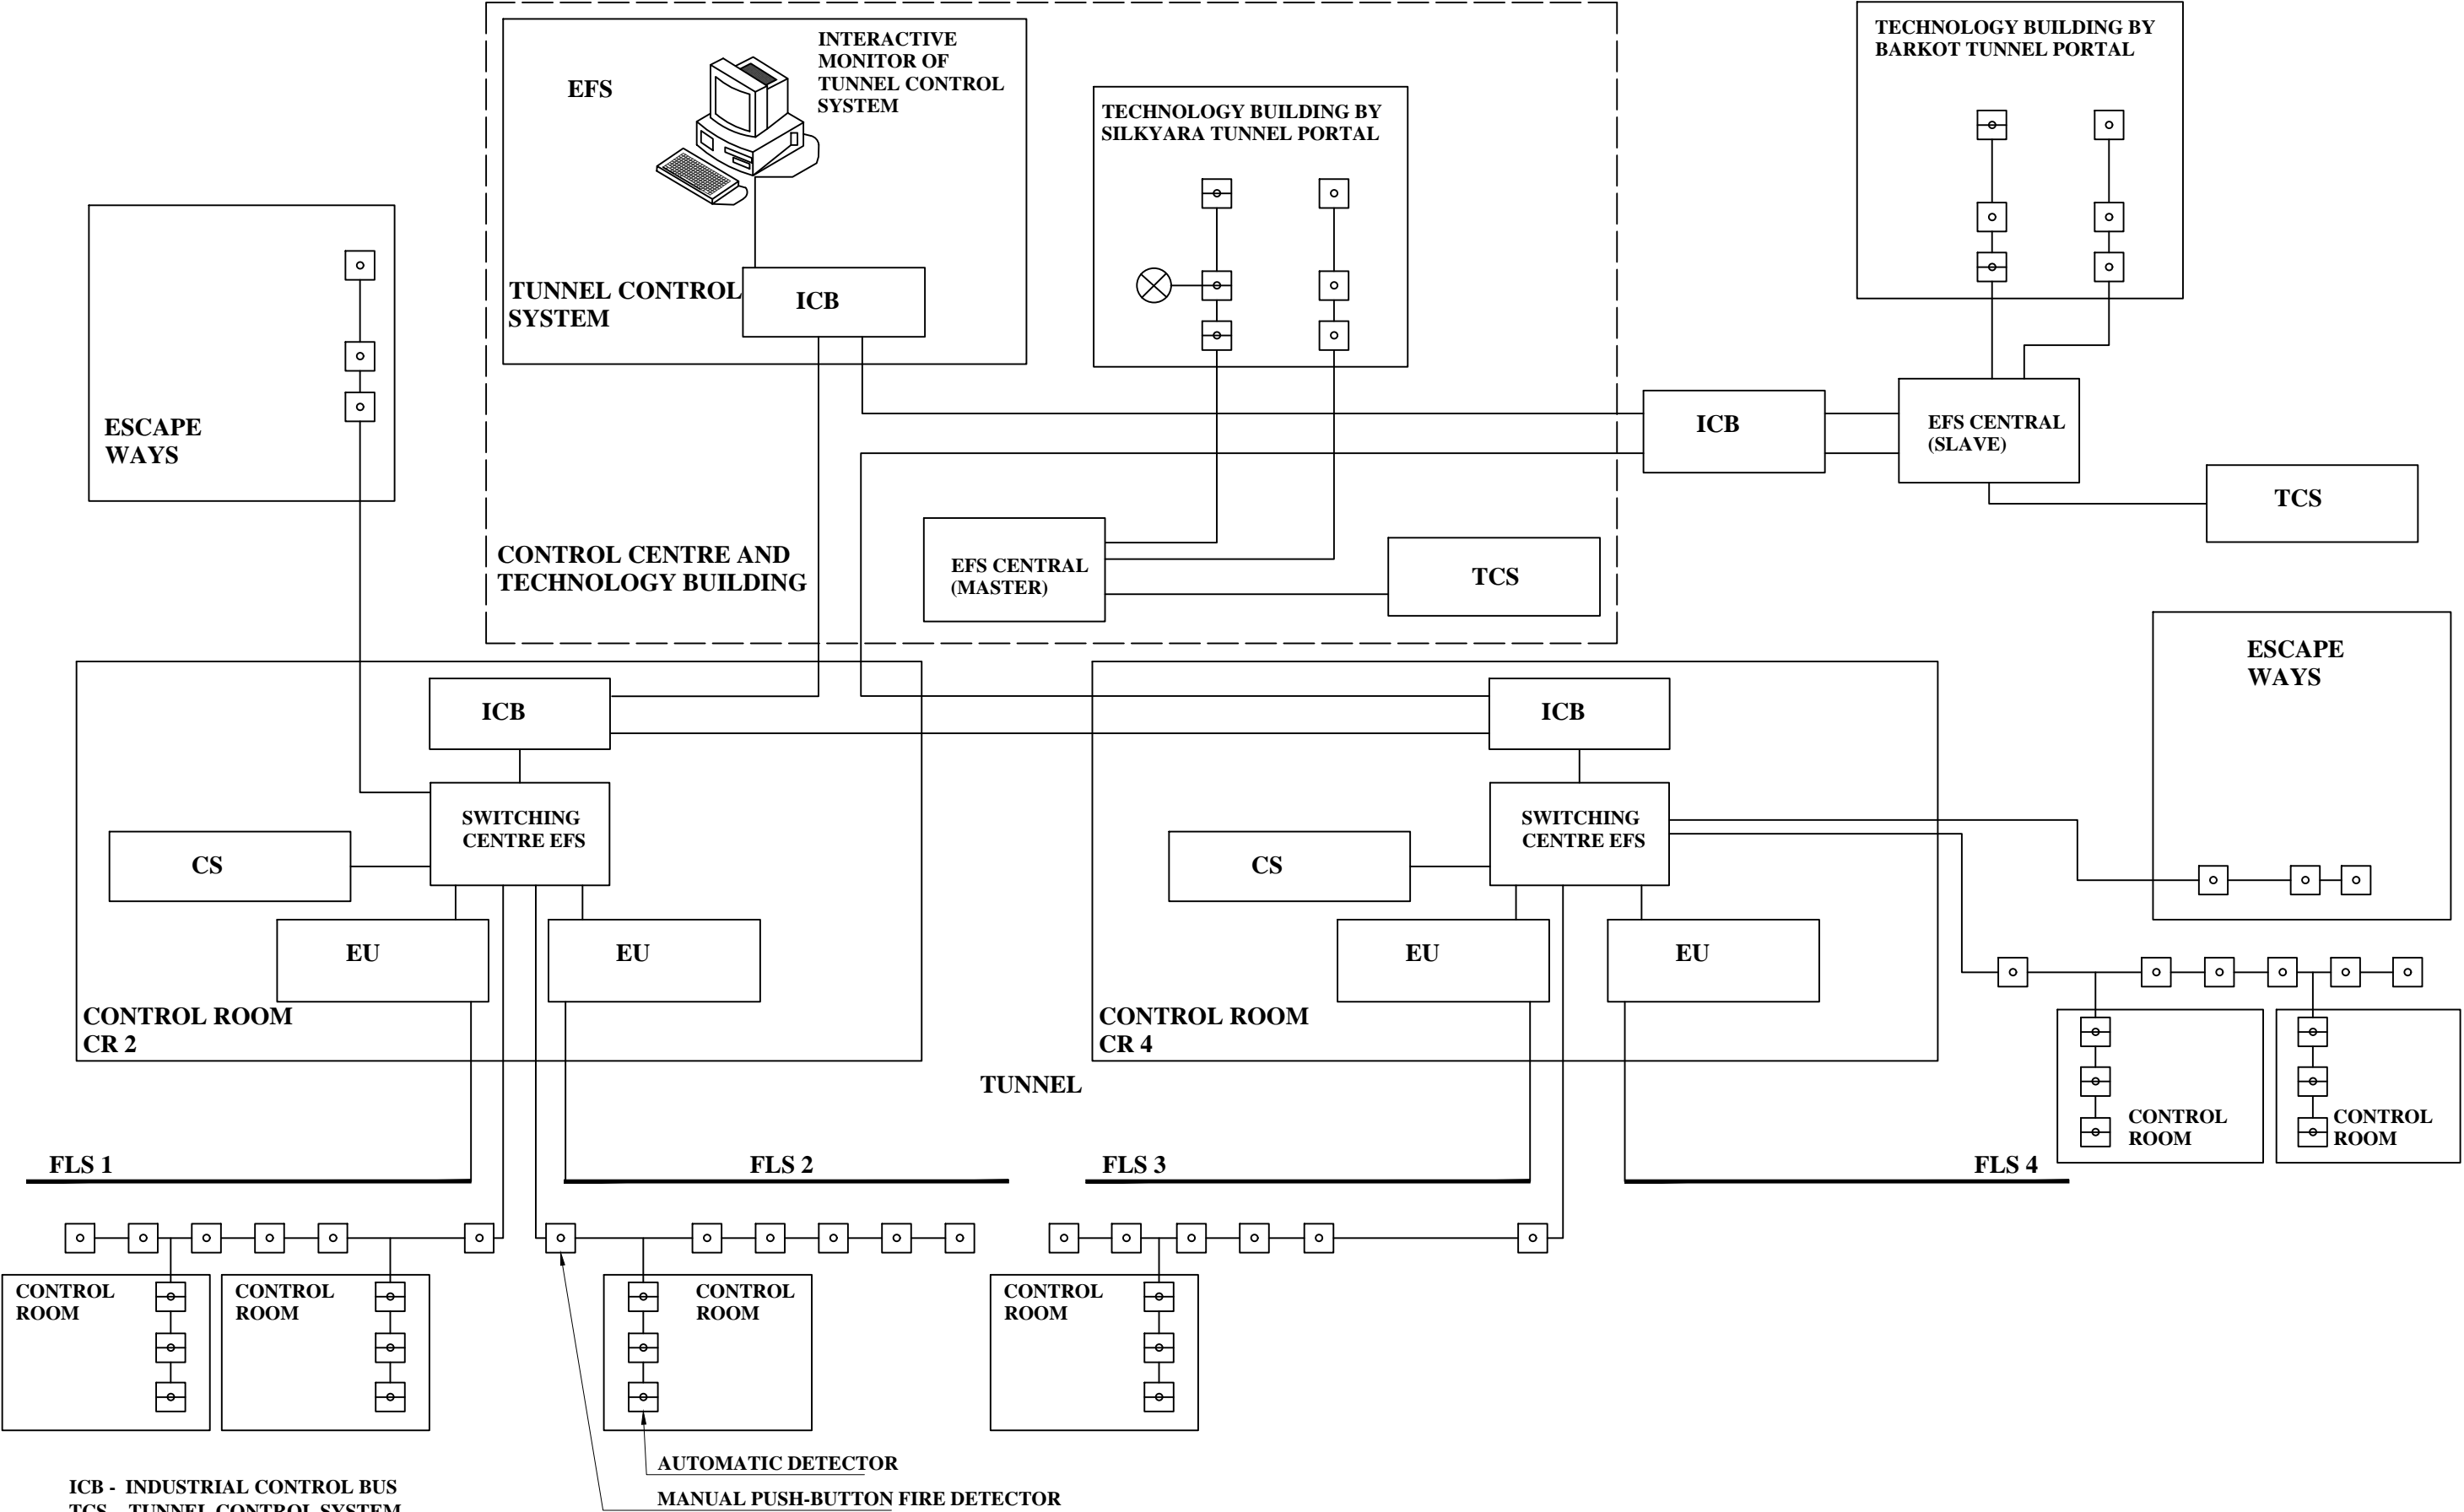 INTERACTIVE
MONITOR OF
TUNNEL CONTROL
SYSTEM
EFS
TUNNEL CONTROL
SYSTEM
ICB
TECHNOLOGY BUILDING BY
SILKYARA TUNNEL PORTAL
TECHNOLOGY BUILDING BY
BARKOT TUNNEL PORTAL
ESCAPE
WAYS
ICB
EFS CENTRAL
(SLAVE)
TCS
CONTROL CENTRE AND
TECHNOLOGY BUILDING
EFS CENTRAL
(MASTER)
TCS
ESCAPE
WAYS
ICB
SWITCHING
CENTRE EFS
CS
EU
EU
CONTROL ROOM
CR 2
ICB
SWITCHING
CENTRE EFS
CS
EU
EU
CONTROL ROOM
CR 4
TUNNEL
CONTROL
ROOM
CONTROL
ROOM
FLS 1
FLS 2
FLS 3
FLS 4
CONTROL
ROOM
CONTROL
ROOM
CONTROL
ROOM
CONTROL
ROOM
AUTOMATIC DETECTOR
MANUAL PUSH-BUTTON FIRE DETECTOR
ICB - INDUSTRIAL CONTROL BUS
TCS - TUNNEL CONTROL SYSTEM